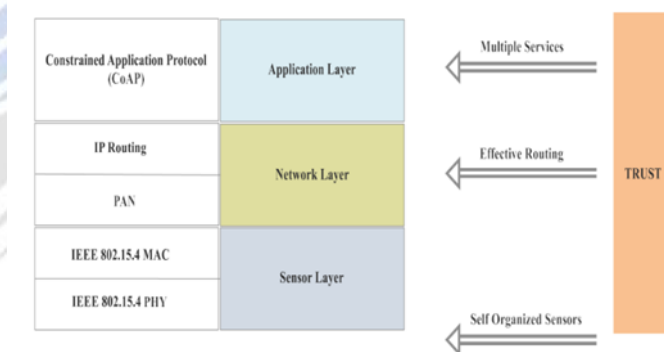 Constrained Application Protocol
(CoAP)
Application Layer
Multiple Services
IP Routing
PAN
Network Layer
Effective Routing
TRUST
IEEE 802.15.4 MAC
IEEE 802.15.4 PHY
Sensor Layer
Self Organized Sensors